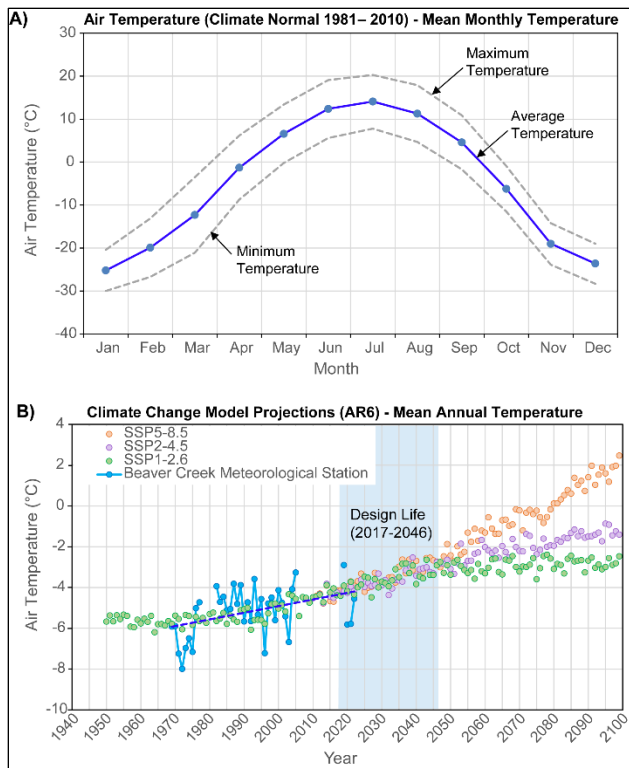 A)
Air Temperature (Climate Normal 1981– 2010) - Mean Monthly Temperature
30
20
10
0
-10
-20
-30
-40
Air Temperature (°C)
Maximum
Temperature
Average
Temperature
Minimum
Temperature
Jan Feb Mar Apr May Jun Jul Aug Sep Oct Nov Dec
Month
B)
Climate Change Model Projections (AR6) - Mean Annual Temperature
4
2
0
-2
-4
-6
-8
-10
Air Temperature (°C)
SSP5-8.5
SSP2-4.5
SSP1-2.6
Beaver Creek Meteorological Station
Design Life
(2017-2046)
1940 1950 1960 1970 1980 1990 2000 2010 2020 2030 2040 2050 2060 2070 2080 2090 2100
Year